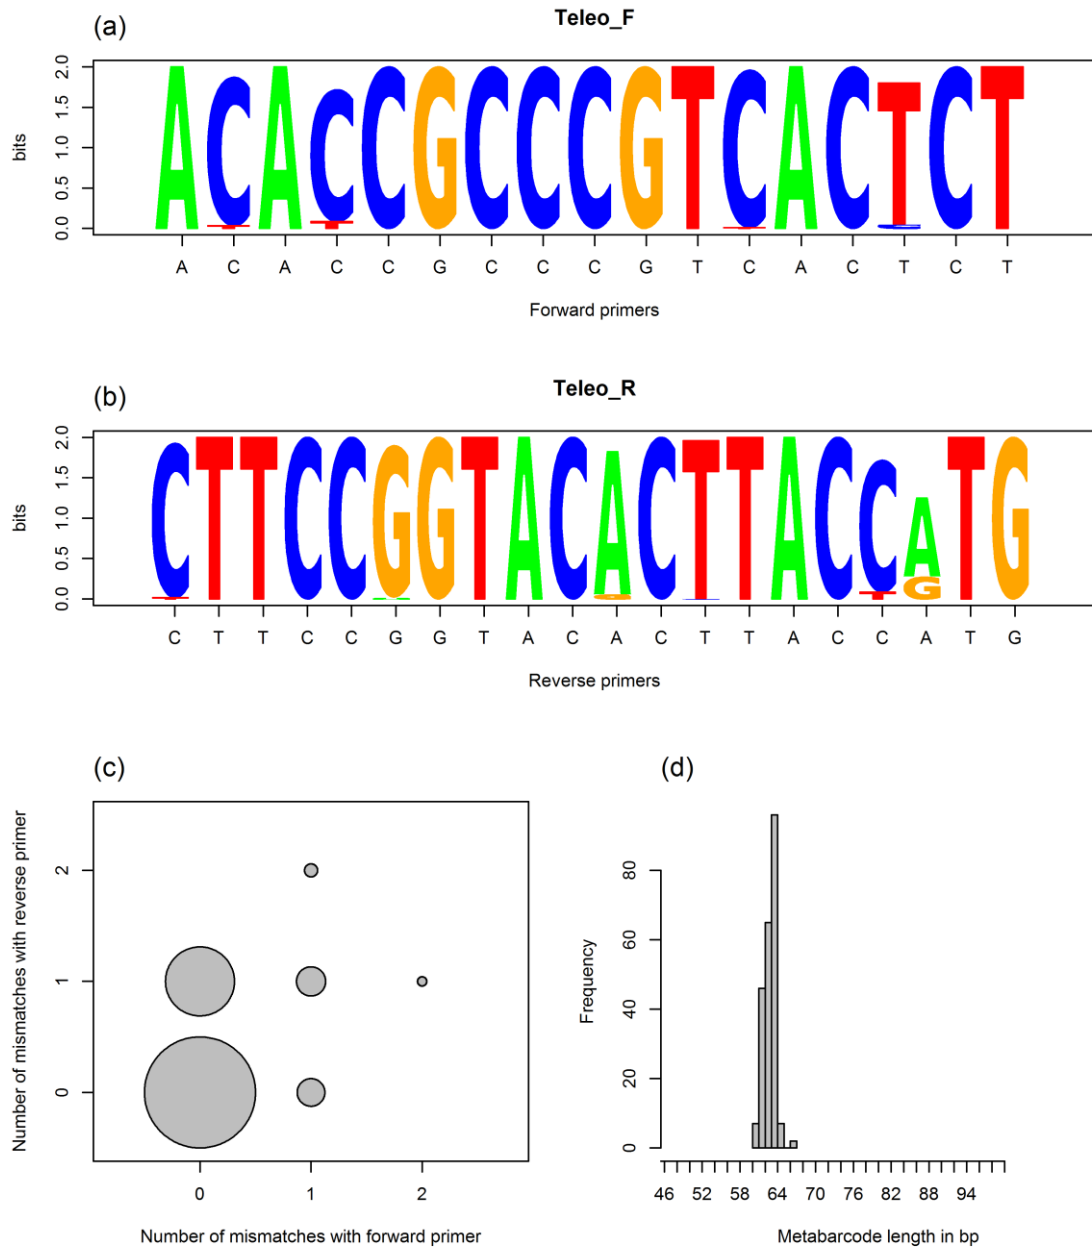 (a)
Teleo_F
bits
2.0
1.5
1.0
0.5
0.0
A C A C C G C C C G T C A C T C T
A C A C C G C C C G T C A C T C T
Forward primers
(b)
Teleo_R
bits
2.0
1.5
1.0
0.5
0.0
C T T C C G G T A C A C T T A C C A T G
G
C T T C C G G T A C A C T T A C C A T G
Reverse primers
(c)
Number of mismatches with reverse primer
2
1
0
0 1 2
Number of mismatches with forward primer
(d)
Frequency
80
60
40
20
0
46 52 58 64 70 76 82 88 94
Metabarcode length in bp